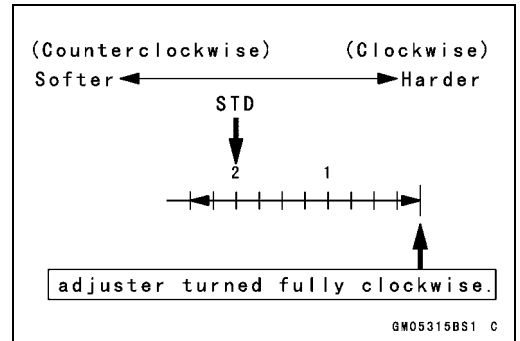 (Counterclockwise) (Clockwise)
Softer Harder
STD
2 1
adjuster turned fully clockwise.
GM05315BS1 C